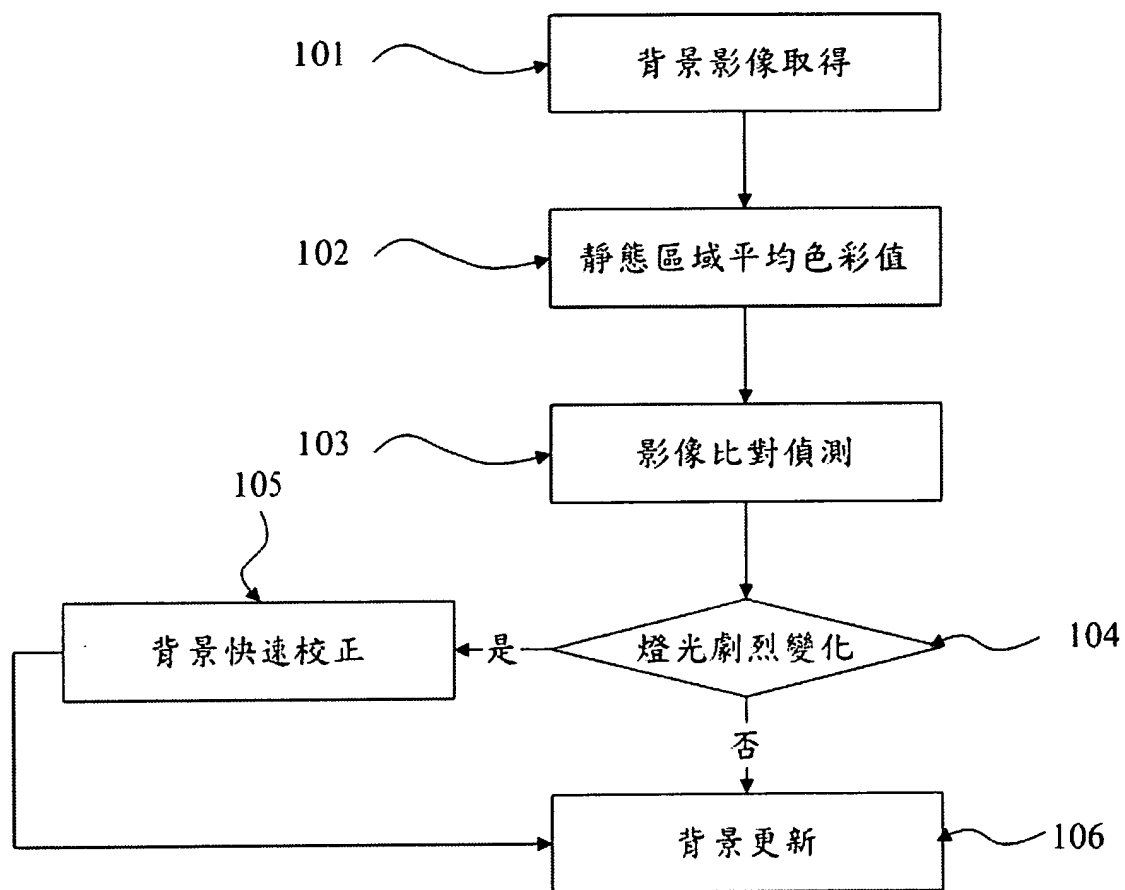 101
背景影像取得
102
靜態區域平均色彩值
103
影像比對偵測
105
背景快速校正
是
燈光劇烈變化
104
否
背景更新
106